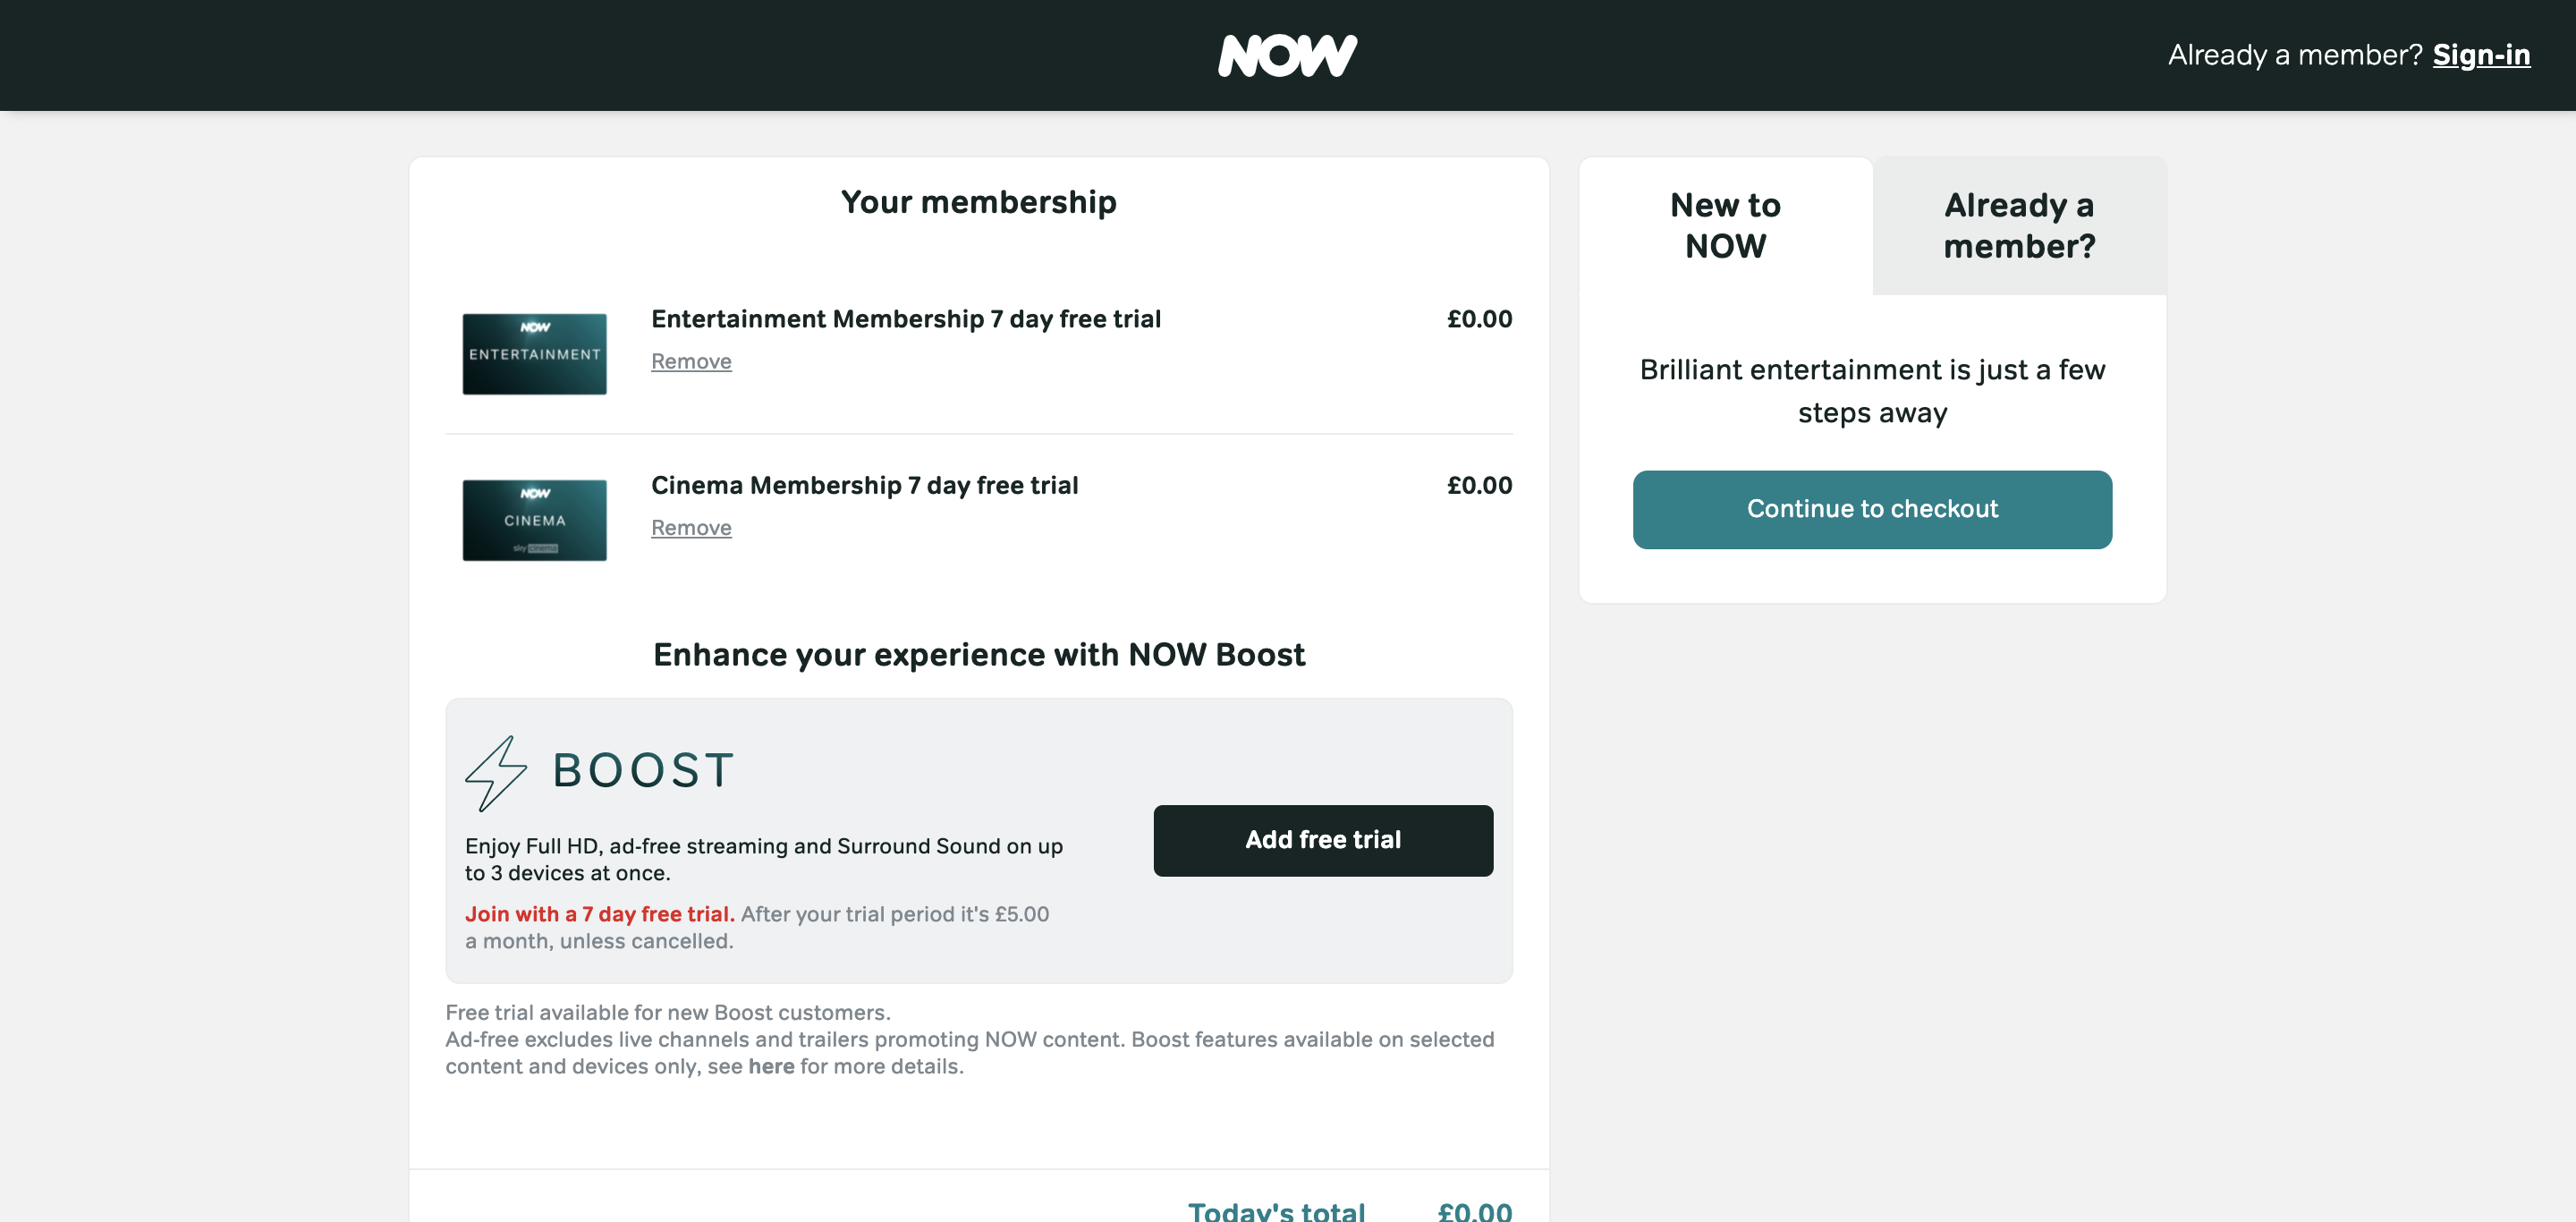 NOW
Already a member? Sign-in
Your membership
NOW
ENTERTAINMENT
Entertainment Membership 7 day free trial
£0.00
Remove
NOW
CINEMA
sky cinema
Cinema Membership 7 day free trial
£0.00
Remove
Enhance your experience with NOW Boost
BOOST
Enjoy Full HD, ad-free streaming and Surround Sound on up
to 3 devices at once.
Join with a 7 day free trial. After your trial period it's £5.00
a month, unless cancelled.
Add free trial
Free trial available for new Boost customers.
Ad-free excludes live channels and trailers promoting NOW content. Boost features available on selected
content and devices only, see here for more details.
Today's total £0.00
New to
NOW
Already a
member?
Brilliant entertainment is just a few
steps away
Continue to checkout